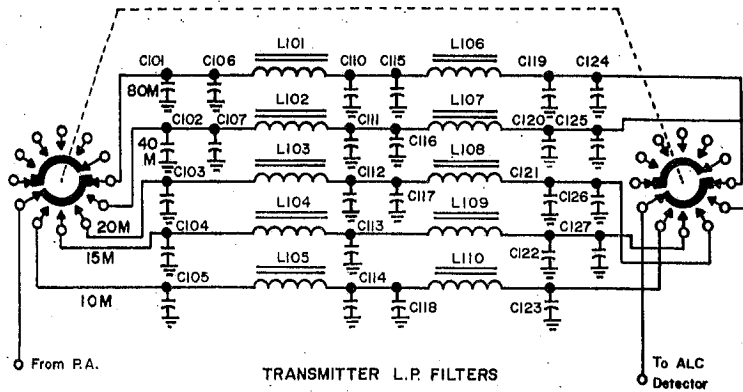 L101 L106
C101 C106 C110 C115 C119 C124
80M
L102 L107
C102 C107 C111 C116 C120 C125
40
M
L103 L108
C103 C112 C117 C121 C126
20M
L104 L109
C104 C113 C122 C127
15M
L105 L110
C105 C114 C118 C123
10M
From P.A.
TRANSMITTER L.P. FILTERS
To ALC
Detector